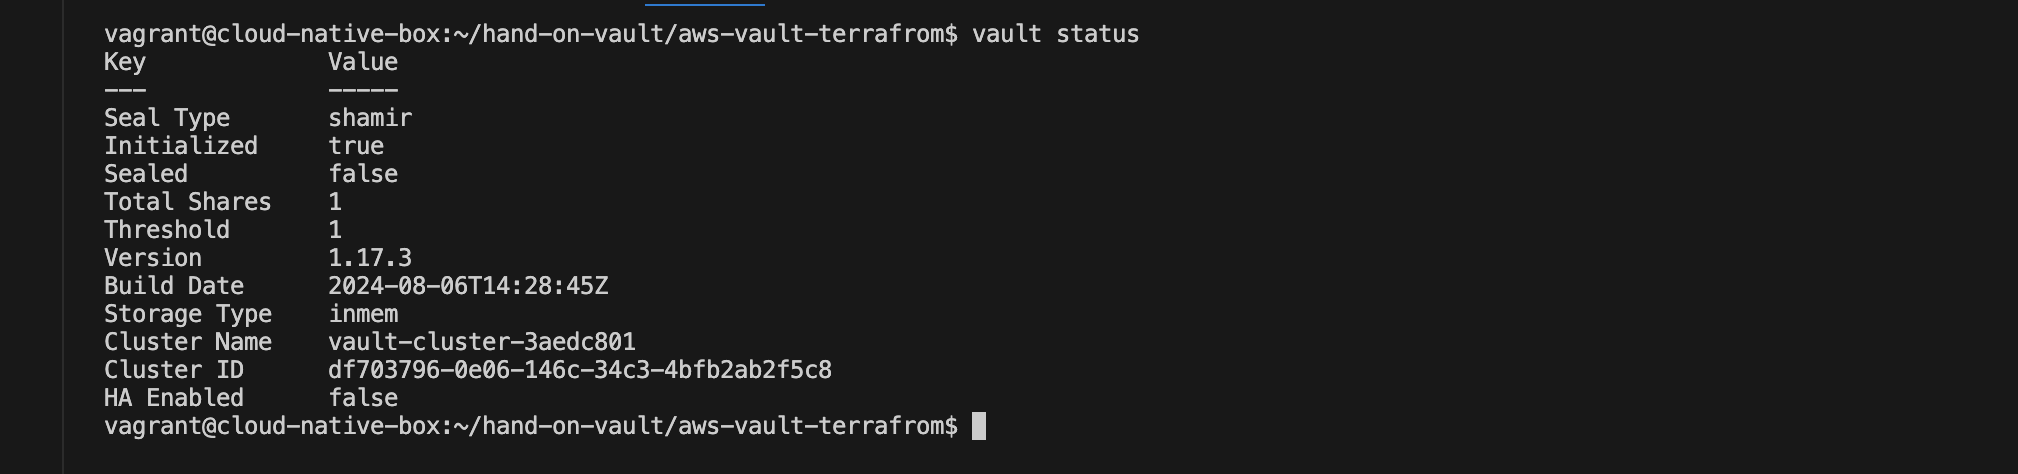 vagrant@cloud-native-box:~/hand-on-vault/aws-vault-terrafrom$ vault status
Key             Value
---             -----
Seal Type       shamir
Initialized     true
Sealed          false
Total Shares    1
Threshold       1
Version         1.17.3
Build Date      2024-08-06T14:28:45Z
Storage Type    inmem
Cluster Name    vault-cluster-3aedc801
Cluster ID      df703796-0e06-146c-34c3-4bfb2ab2f5c8
HA Enabled      false
vagrant@cloud-native-box:~/hand-on-vault/aws-vault-terrafrom$